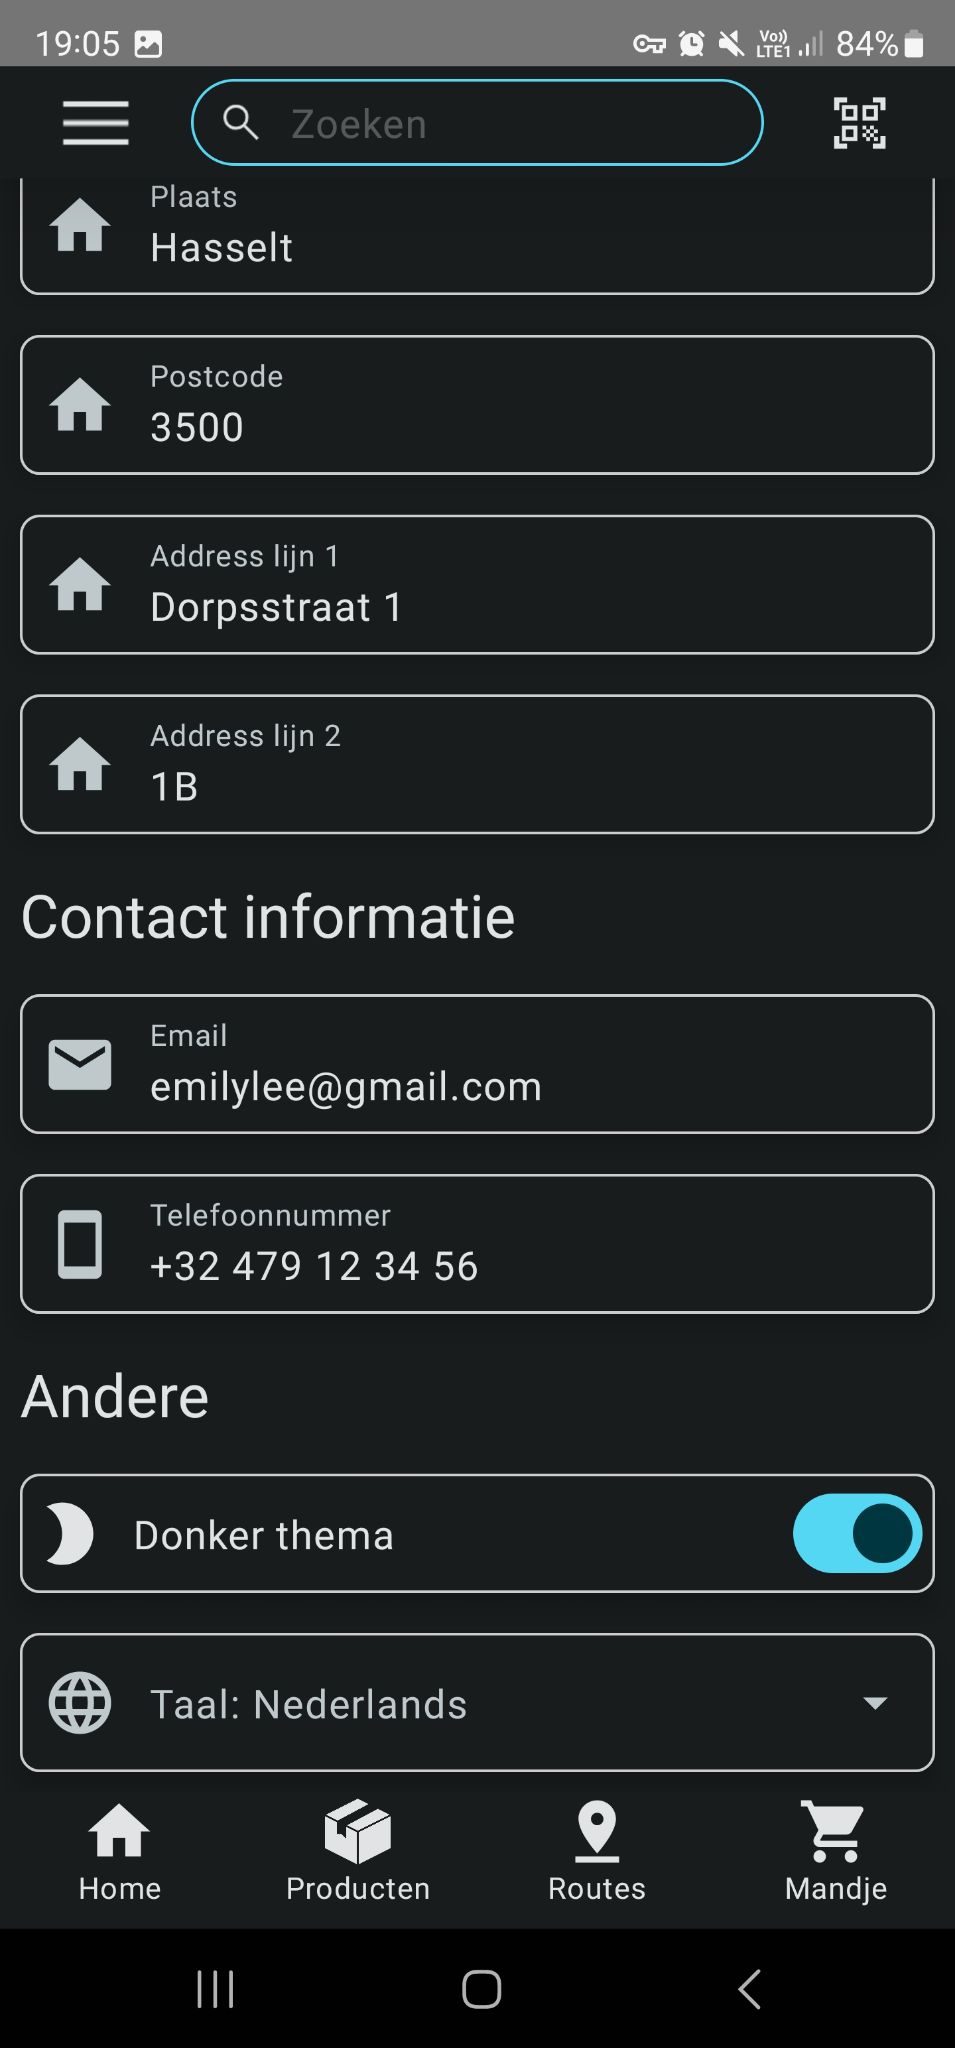 19:05
Vo))
LTE1
84%
Zoeken
Plaats
Hasselt
Postcode
3500
Address lijn 1
Dorpsstraat 1
Address lijn 2
1B
Contact informatie
Email
emilylee@gmail.com
Telefoonnummer
+32 479 12 34 56
Andere
Donker thema
Taal: Nederlands
Home
Producten
Routes
Mandje